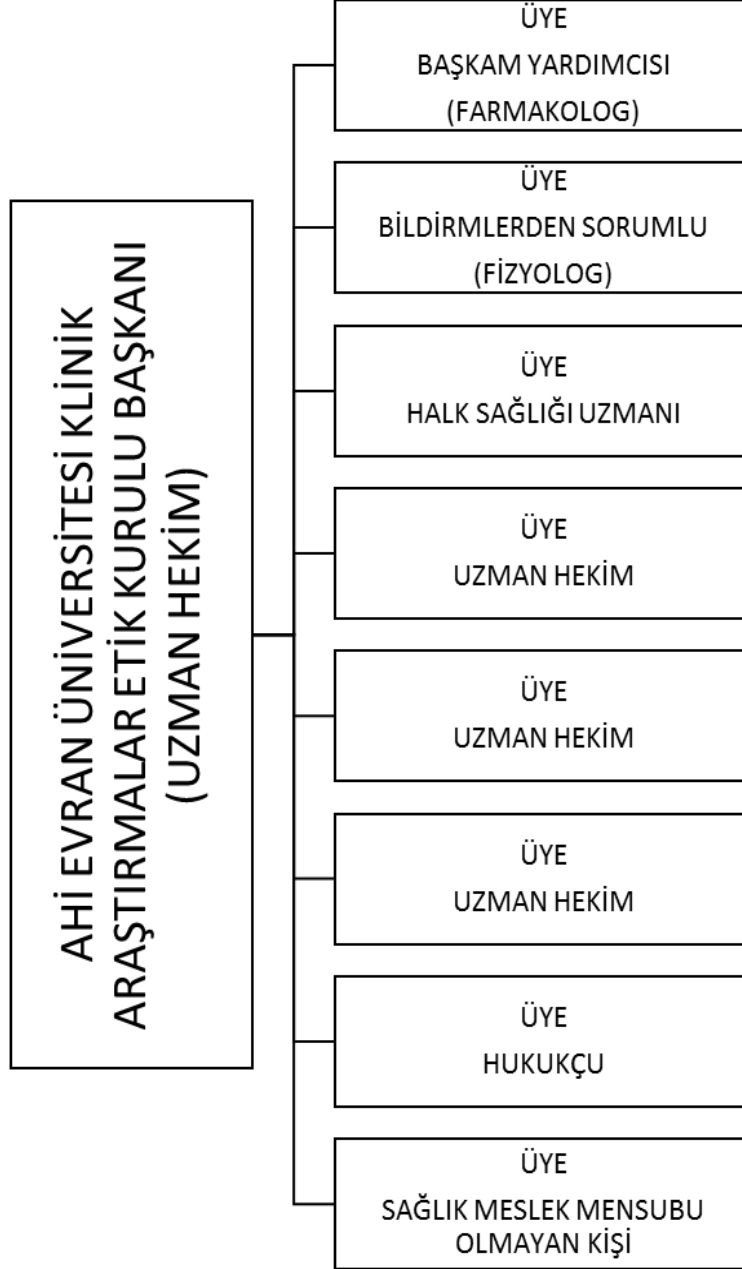 AHİ EVRAN ÜNİVERSİTESİ KLİNİK
ARAŞTIRMALAR ETİK KURULU BAŞKANI
(UZMAN HEKİM)
ÜYE
BAŞKAM YARDIMCISI
(FARMAKOLOG)
ÜYE
BİLDİRMLERDEN SORUMLU
(FİZYOLOG)
ÜYE
HALK SAĞLIĞI UZMANI
ÜYE
UZMAN HEKİM
ÜYE
UZMAN HEKİM
ÜYE
UZMAN HEKİM
ÜYE
HUKUKÇU
ÜYE
SAĞLIK MESLEK MENSUBU
OLMAYAN KİŞİ